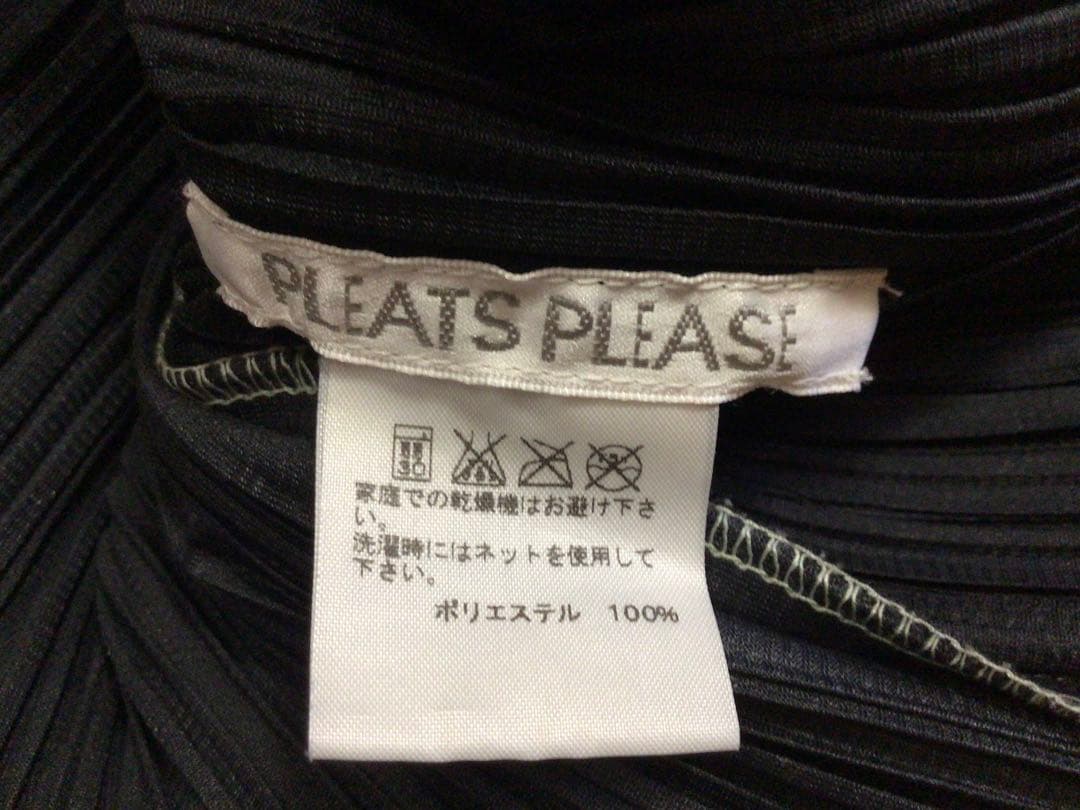 PLEATS PLEASE
30
家庭での乾燥機はお避け下さ
い。
洗濯時にはネットを使用して
下さい。
ポリエステル 100%